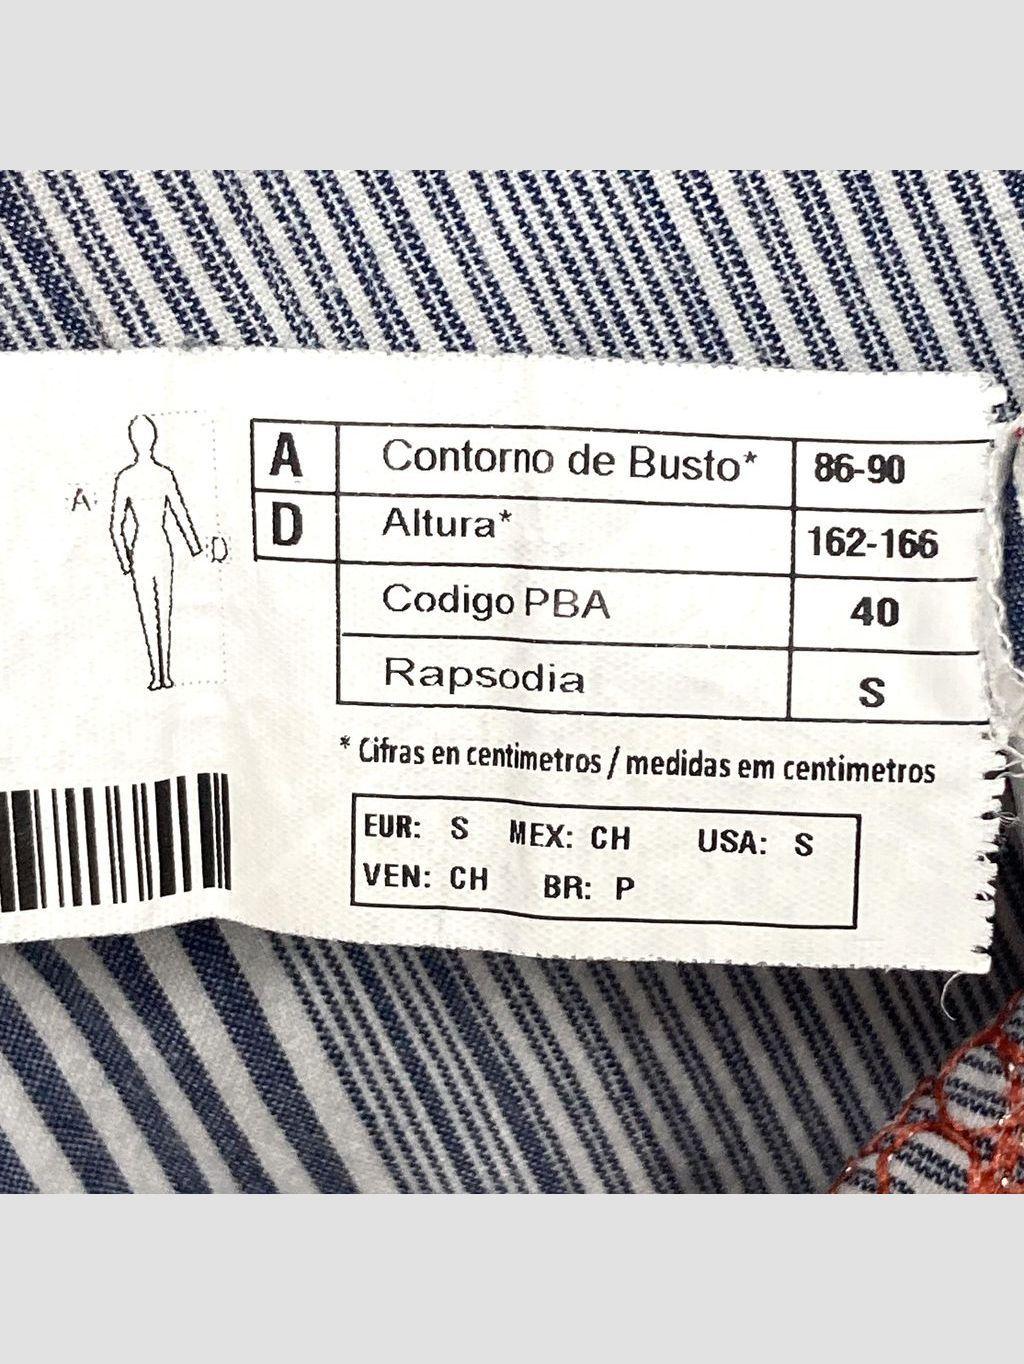 A Contorno de Busto* 86-90
D Altura* 162-166
Codigo PBA 40
Rapsodia S
* Cifras en centimetros / medidas em centimetros
EUR: S MEX: CH USA: S
VEN: CH BR: P
A
D